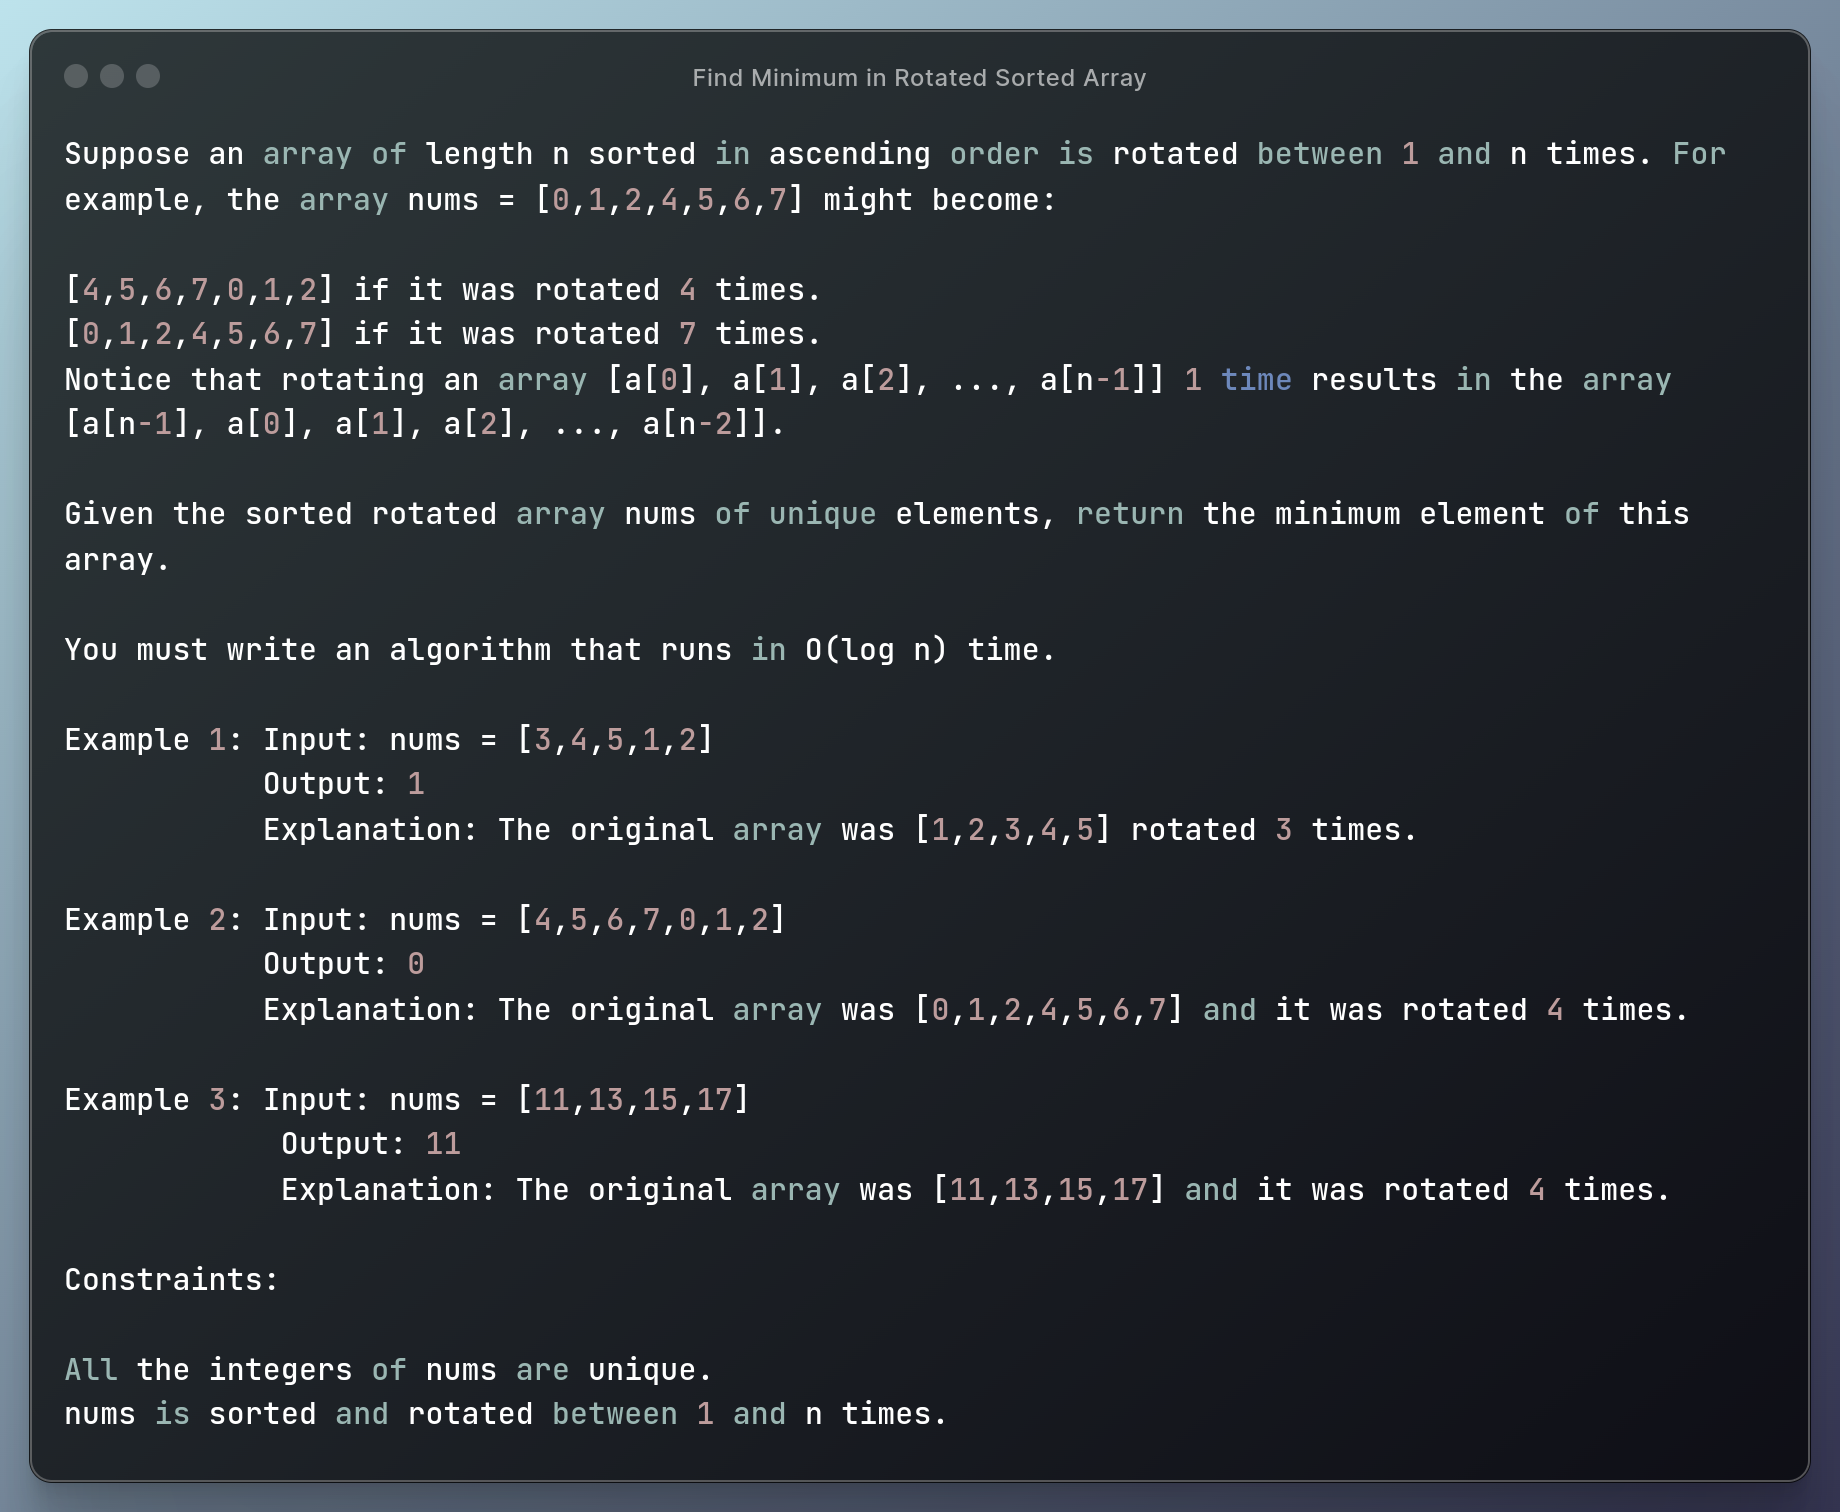 Find Minimum in Rotated Sorted Array
Suppose an array of length n sorted in ascending order is rotated between 1 and n times. For
example, the array nums = [0,1,2,4,5,6,7] might become:
[4,5,6,7,0,1,2] if it was rotated 4 times.
[0,1,2,4,5,6,7] if it was rotated 7 times.
Notice that rotating an array [a[0], a[1], a[2], ..., a[n-1]] 1 time results in the array
[a[n-1], a[0], a[1], a[2], ..., a[n-2]].
Given the sorted rotated array nums of unique elements, return the minimum element of this
array.
You must write an algorithm that runs in O(log n) time.
Example 1: Input: nums = [3,4,5,1,2]
Output: 1
Explanation: The original array was [1,2,3,4,5] rotated 3 times.
Example 2: Input: nums = [4,5,6,7,0,1,2]
Output: 0
Explanation: The original array was [0,1,2,4,5,6,7] and it was rotated 4 times.
Example 3: Input: nums = [11,13,15,17]
Output: 11
Explanation: The original array was [11,13,15,17] and it was rotated 4 times.
Constraints:
All the integers of nums are unique.
nums is sorted and rotated between 1 and n times.